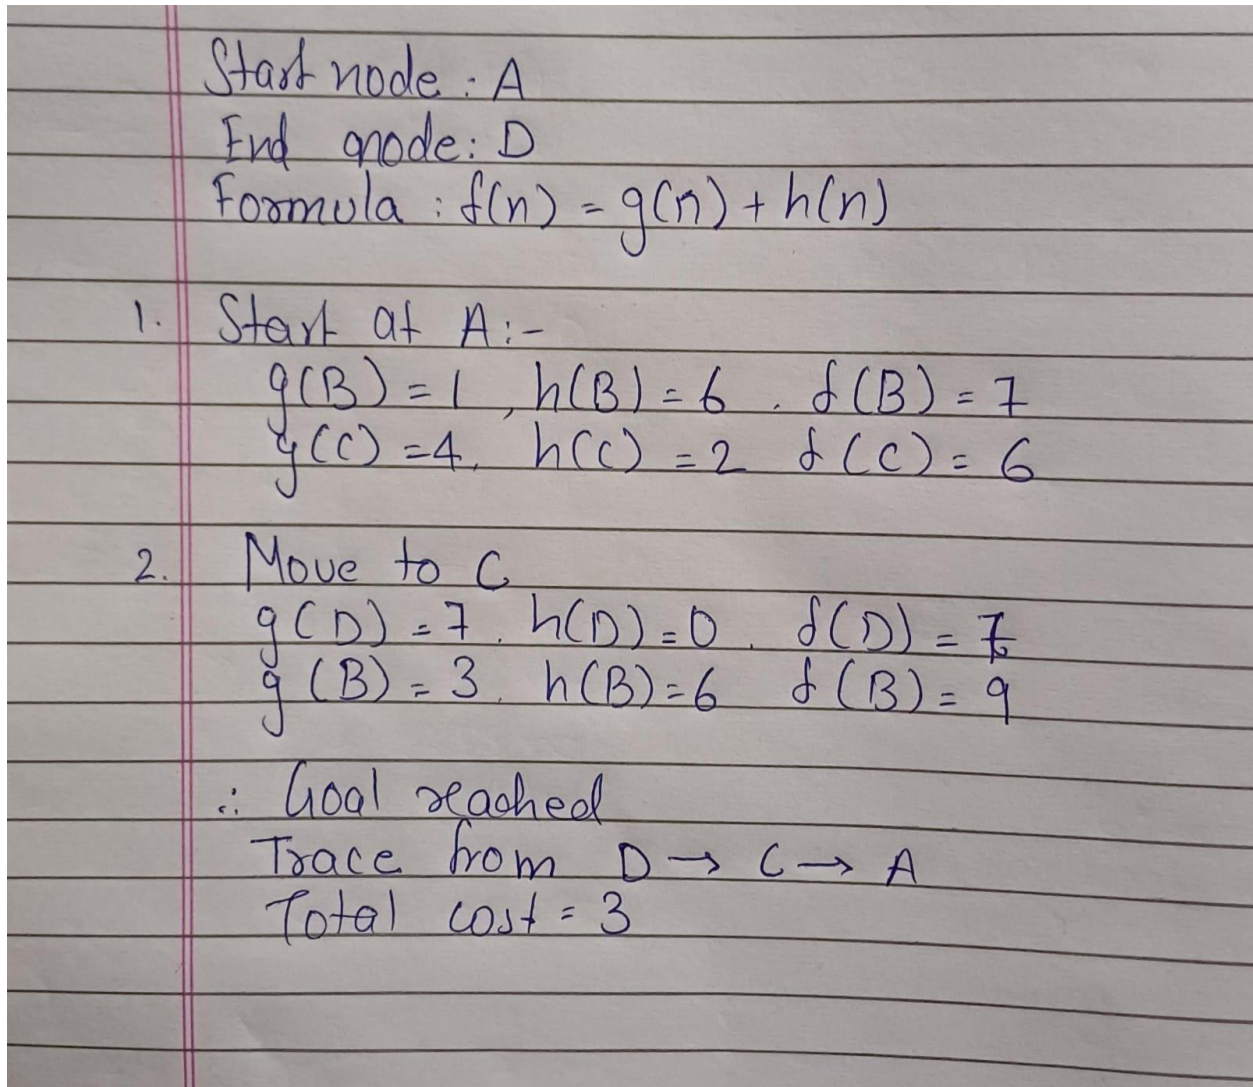 Start node : A
End node : D
Formula : f(n) = g(n) + h(n)
1. Start at A :-
g(B) = 1 , h(B) = 6 . f(B) = 7
g(C) = 4, h(C) = 2 f(C) = 6
2. Move to C
g(D) = 7 . h(D) = 0 . f(D) = 7
g(B) = 3. h(B) = 6 f(B) = 9
∴ Goal reached
Trace from D → C → A
Total cost = 3